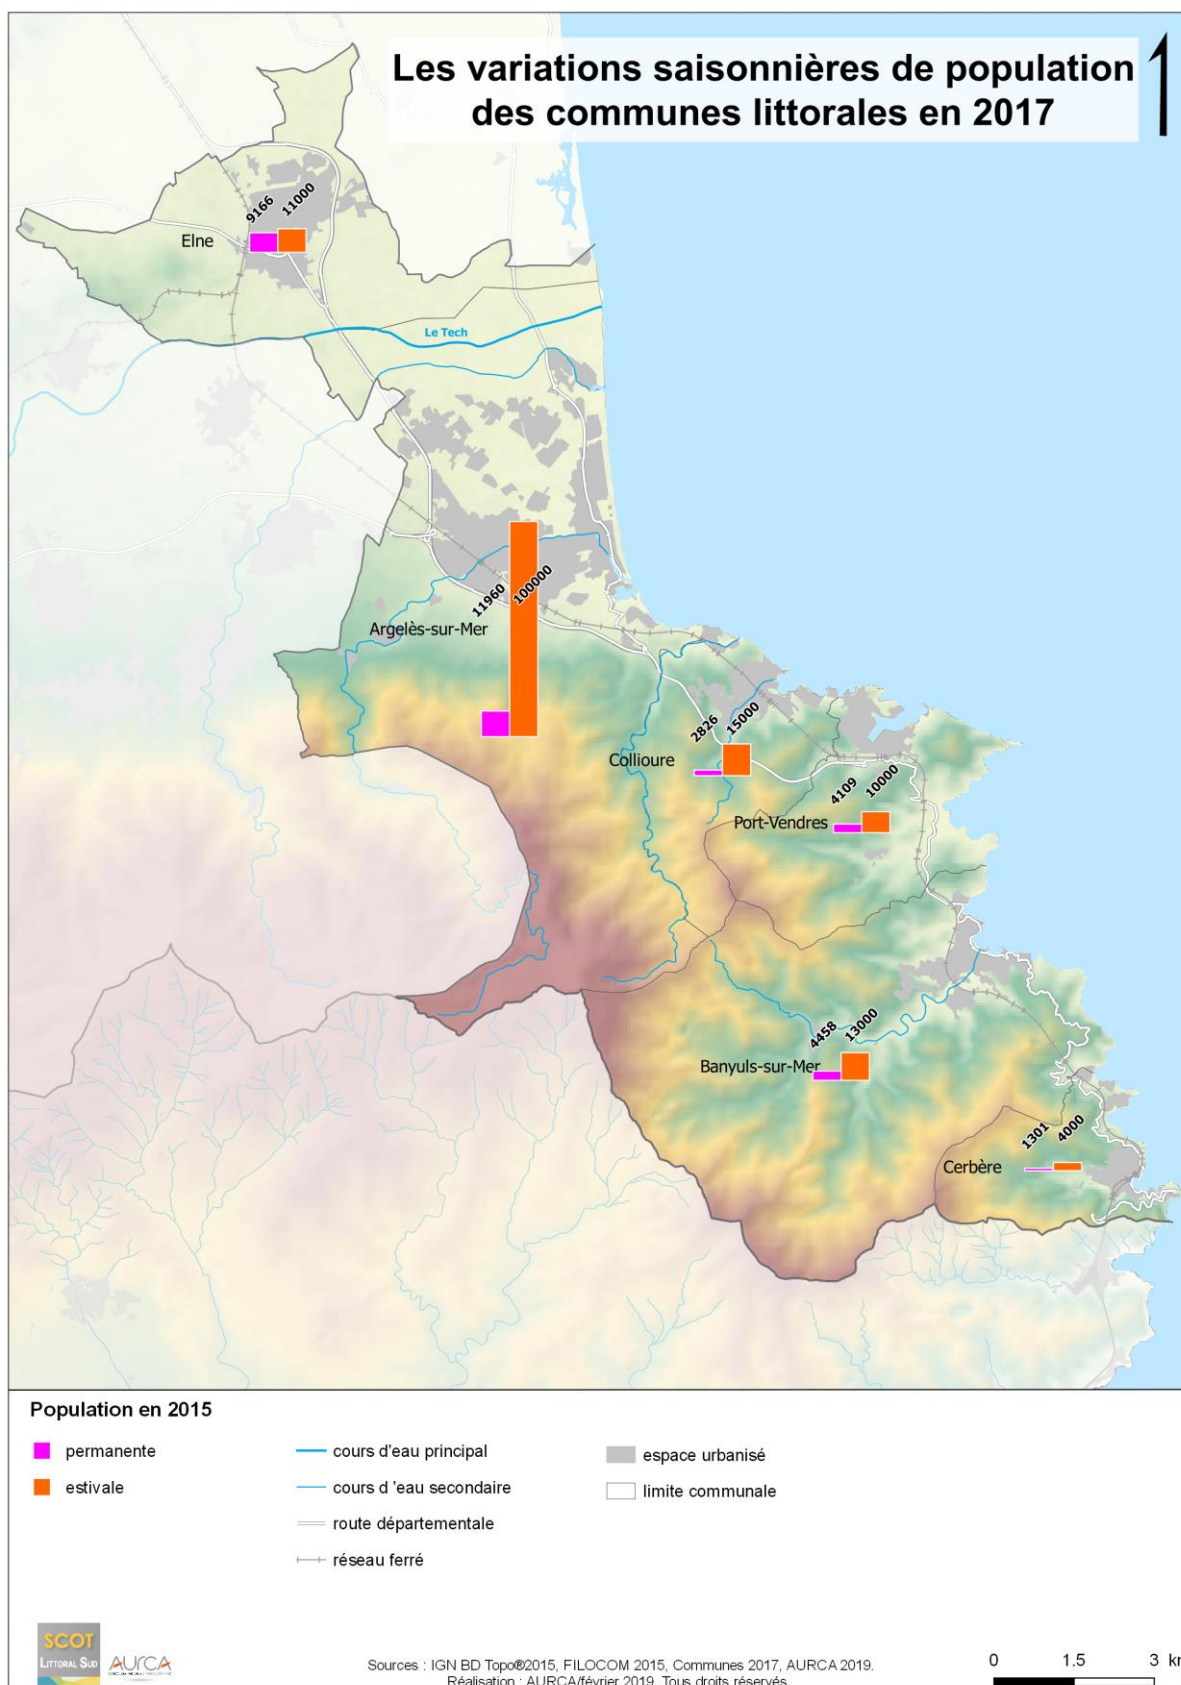 Les variations saisonnières de population
des communes littorales en 2017
9166
11000
Elne
Le Tech
11960
100000
Argelès-sur-Mer
2826
15000
Collioure
4109
10000
Port-Vendres
4458
13000
Banyuls-sur-Mer
1301
4000
Cerbère
Population en 2015
permanente
estivale
cours d'eau principal
cours d 'eau secondaire
route départementale
réseau ferré
espace urbanisé
limite communale
SCOT
LITTORAL SUD
AURCA
Sources : IGN BD Topo®2015, FILOCOM 2015, Communes 2017, AURCA 2019.
Réalisation : AURCA/février 2019. Tous droits réservés
0 1.5 3 km